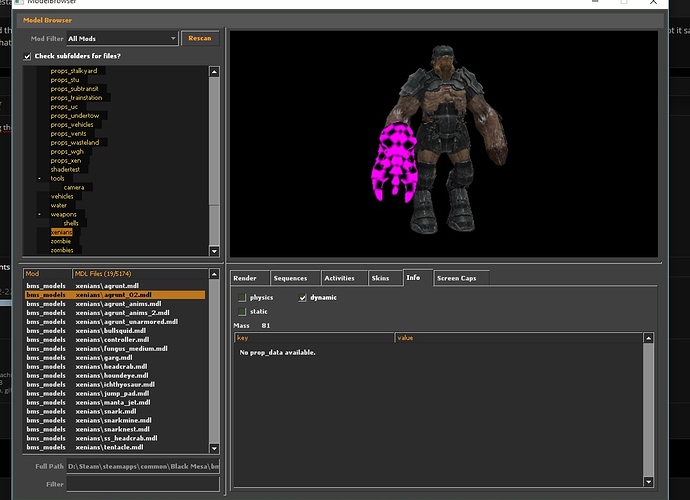 ModelBrowser
Model Browser
Mod Filter All Mods Rescan
Check subfolders for files?
props_stalkyard
props_stu
props_subtransit
props_trainstation
props_uc
props_undertow
props_vehicles
props_vents
props_wasteland
props_wgh
props_xen
shadertest
tools
camera
vehicles
water
weapons
shells
xenians
zombie
zombies
Mod MDL Files (19/5174)
bms_models xenians\agrunt.mdl
bms_models xenians\agrunt_02.mdl
bms_models xenians\agrunt_anims.mdl
bms_models xenians\agrunt_anims_2.mdl
bms_models xenians\agrunt_unarmored.mdl
bms_models xenians\bullsquid.mdl
bms_models xenians\controller.mdl
bms_models xenians\fungus_medium.mdl
bms_models xenians\garg.mdl
bms_models xenians\headcrab.mdl
bms_models xenians\houndeye.mdl
bms_models xenians\ichthyosaur.mdl
bms_models xenians\jump_pad.mdl
bms_models xenians\manta_jet.mdl
bms_models xenians\snark.mdl
bms_models xenians\snarkmine.mdl
bms_models xenians\snarknest.mdl
bms_models xenians\ss_headcrab.mdl
bms_models xenians\tentacle.mdl
Full Path D:\Steam\steamapps\common\Black Mesa\bm
Filter
Render Sequences Activities Skins Info Screen Caps
physics dynamic
static
Mass 81
key value
No prop_data available.